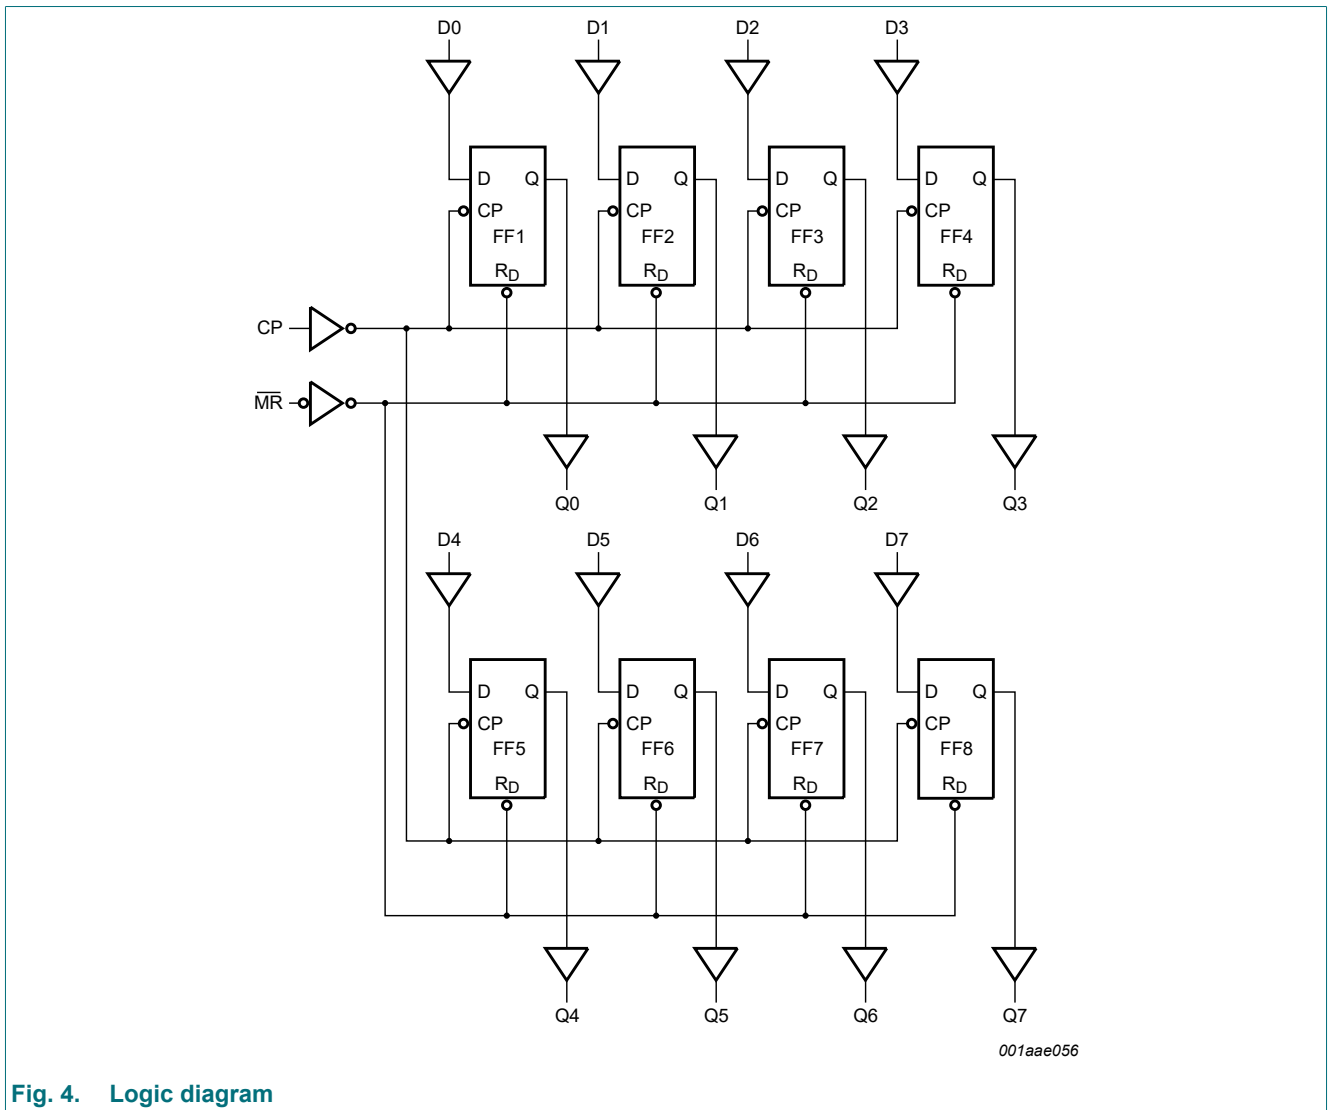 D0 D1 D2 D3
D Q D Q D Q D Q
CP CP CP CP
FF1 FF2 FF3 FF4
RD RD RD RD
CP
M̅R̅
Q0 Q1 Q2 Q3
D4 D5 D6 D7
D Q D Q D Q D Q
CP CP CP CP
FF5 FF6 FF7 FF8
RD RD RD RD
Q4 Q5 Q6 Q7
001aae056
Fig. 4. Logic diagram